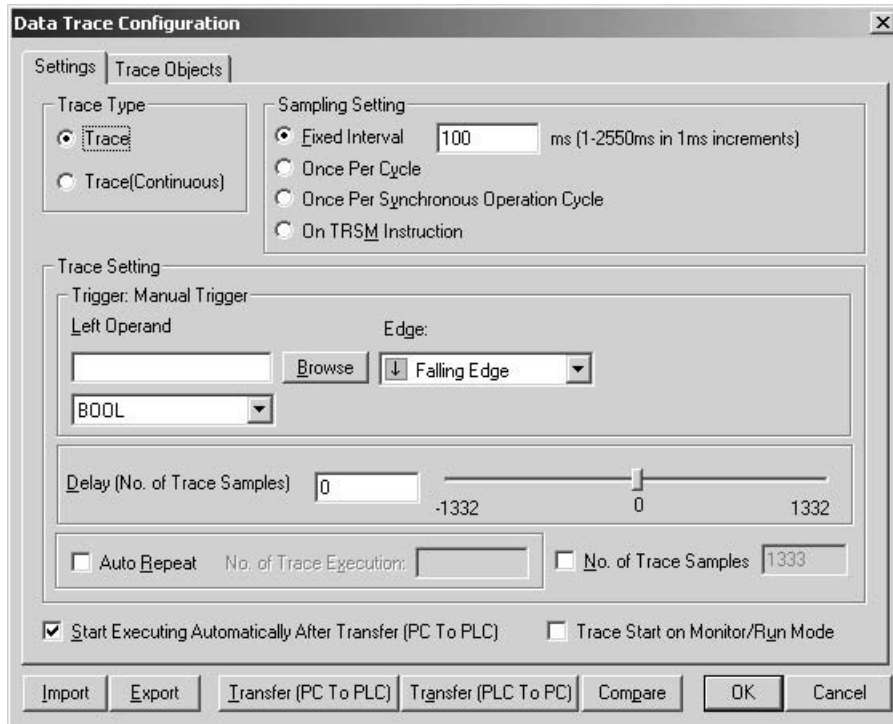 Data Trace Configuration
Settings Trace Objects
Trace Type
Trace
Trace(Continuous)
Sampling Setting
Fixed Interval 100 ms (1-2550ms in 1ms increments)
Once Per Cycle
Once Per Synchronous Operation Cycle
On TRSM Instruction
Trace Setting
Trigger: Manual Trigger
Left Operand Edge:
Browse Falling Edge
BOOL
Delay (No. of Trace Samples) 0
-1332 0 1332
Auto Repeat No. of Trace Execution: No. of Trace Samples 1333
Start Executing Automatically After Transfer (PC To PLC) Trace Start on Monitor/Run Mode
Import Export Transfer (PC To PLC) Transfer (PLC To PC) Compare OK Cancel